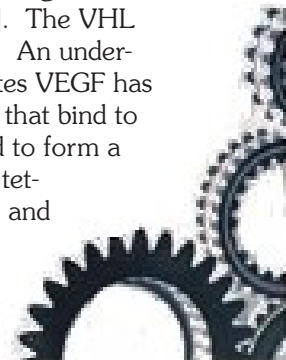 . The VHL
An under-
tes VEGF has
that bind to
d to form a
tet-
and